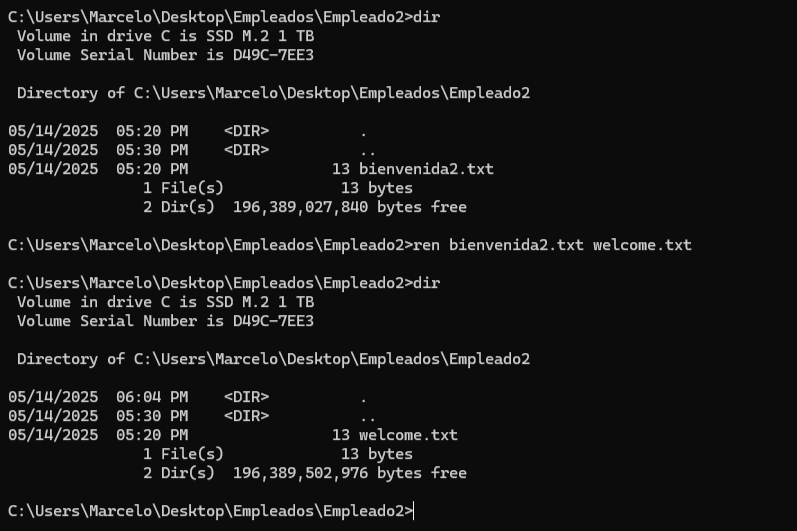 C:\Users\Marcelo\Desktop\Empleados\Empleado2>dir
 Volume in drive C is SSD M.2 1 TB
 Volume Serial Number is D49C-7EE3

 Directory of C:\Users\Marcelo\Desktop\Empleados\Empleado2

05/14/2025  05:20 PM    <DIR>          .
05/14/2025  05:30 PM    <DIR>          ..
05/14/2025  05:20 PM                13 bienvenida2.txt
               1 File(s)             13 bytes
               2 Dir(s)  196,389,027,840 bytes free

C:\Users\Marcelo\Desktop\Empleados\Empleado2>ren bienvenida2.txt welcome.txt

C:\Users\Marcelo\Desktop\Empleados\Empleado2>dir
 Volume in drive C is SSD M.2 1 TB
 Volume Serial Number is D49C-7EE3

 Directory of C:\Users\Marcelo\Desktop\Empleados\Empleado2

05/14/2025  06:04 PM    <DIR>          .
05/14/2025  05:30 PM    <DIR>          ..
05/14/2025  05:20 PM                13 welcome.txt
               1 File(s)             13 bytes
               2 Dir(s)  196,389,502,976 bytes free

C:\Users\Marcelo\Desktop\Empleados\Empleado2>